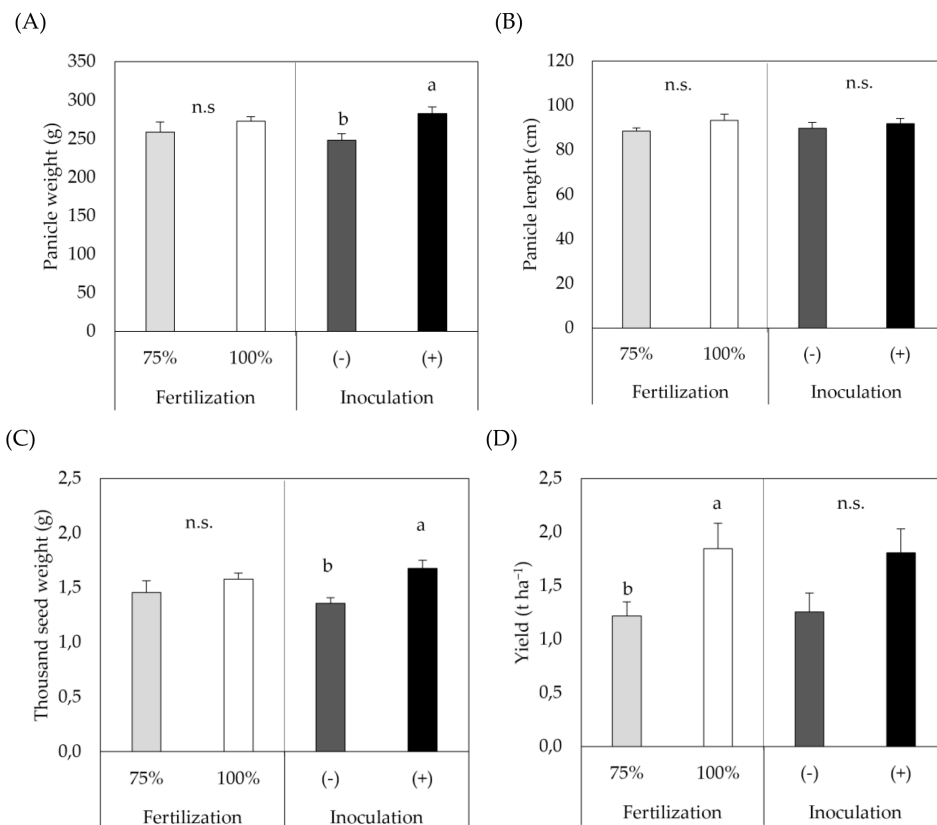 (A)
350
300
250
200
150
100
50
0
Panicle weight (g)
n.s
b
a
75%
100%
(-)
(+)
Fertilization
Inoculation
(B)
120
100
80
60
40
20
0
Panicle lenght (cm)
n.s.
n.s.
75%
100%
(-)
(+)
Fertilization
Inoculation
(C)
2,5
2,0
1,5
1,0
0,5
0,0
Thousand seed weight (g)
n.s.
b
a
75%
100%
(-)
(+)
Fertilization
Inoculation
(D)
2,5
2,0
1,5
1,0
0,5
0,0
Yield (t ha⁻¹)
b
a
n.s.
75%
100%
(-)
(+)
Fertilization
Inoculation